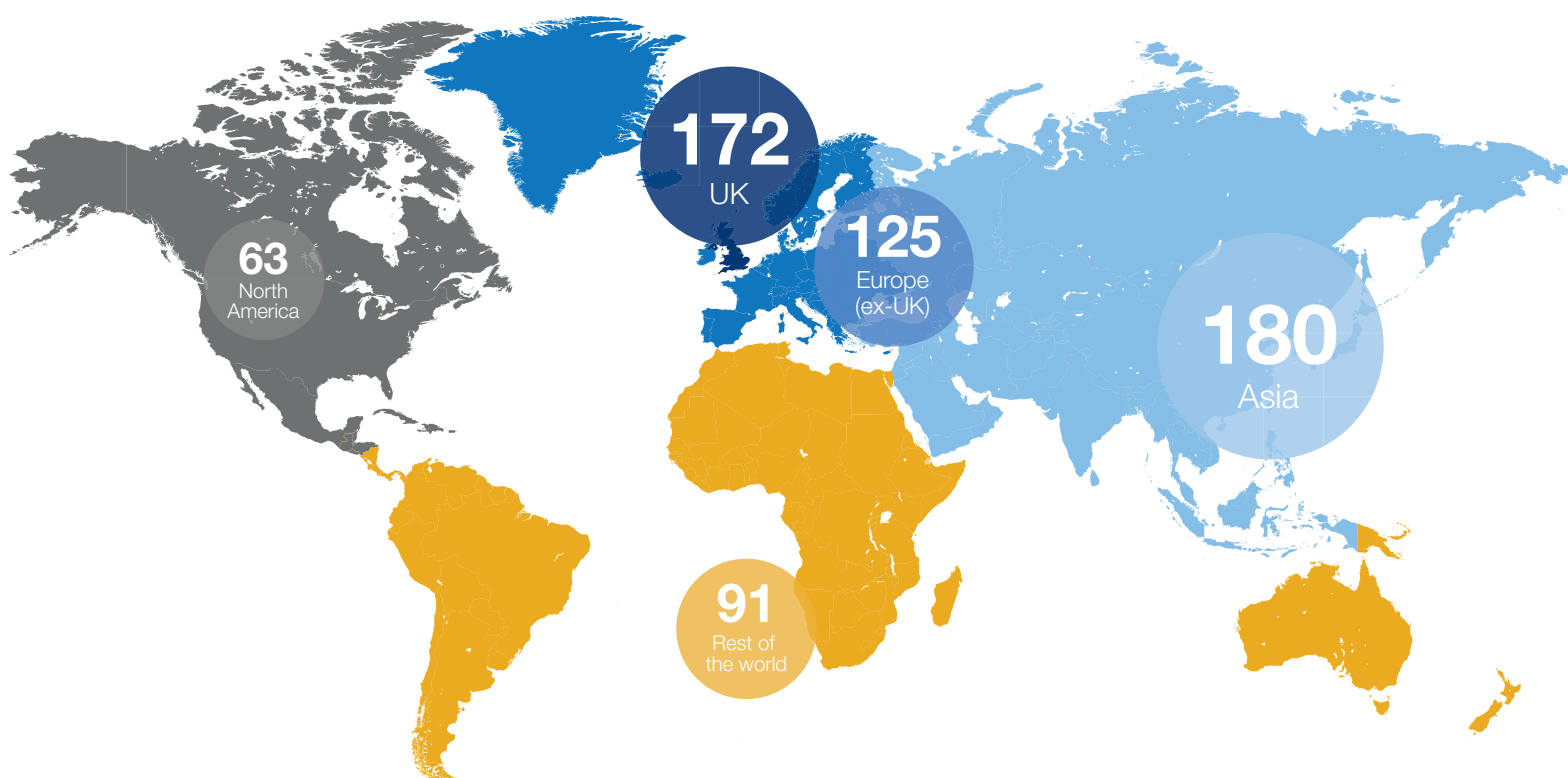 172
UK
125
Europe
(ex-UK)
63
North
America
180
Asia
91
Rest of
the world